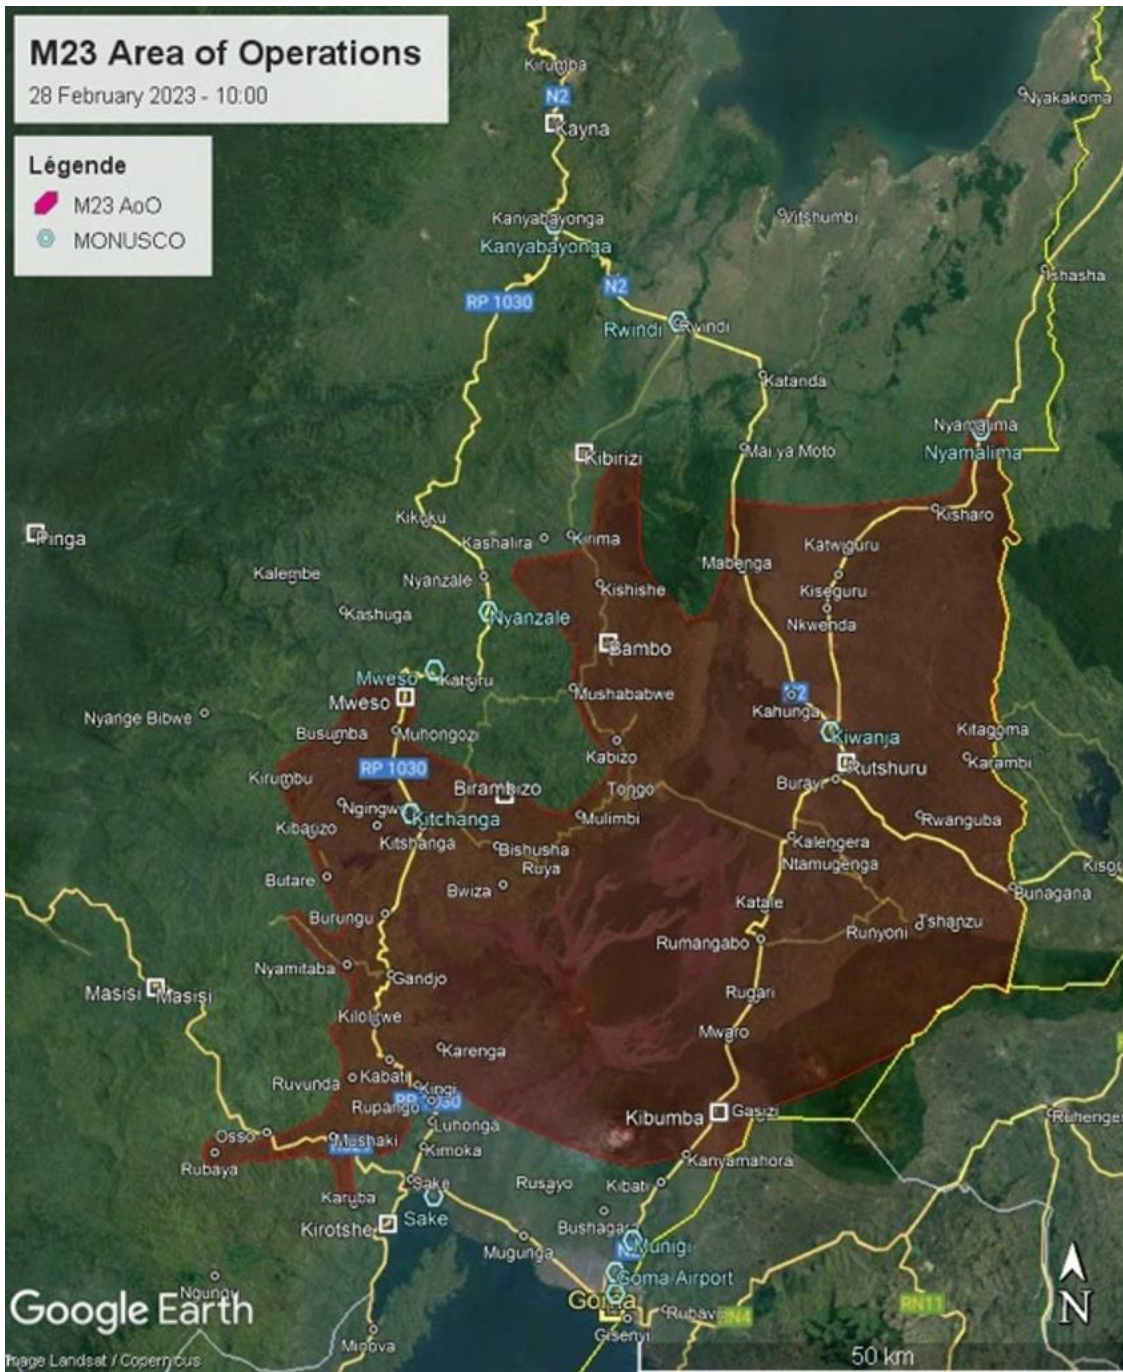 M23 Area of Operations
28 February 2023 - 10:00
Légende
M23 AoO
MONUSCO
Kirumba
N2
Kayna
Nyakakoma
Kanyabayonga
Vitshumbi
Kanyabayonga
Ishasha
N2
RP 1030
Rwindi
Rwindi
Katanda
Nyamalima
Mai ya Moto
Nyamalima
Kibirizi
Kikuku
Kisharo
Pinga
Kashalira
Kirima
Katwiguru
Kalembe
Nyanzale
Mabenga
Kishishe
Kiseguru
Kashuga
Nyanzale
Nkwenda
Bambo
Mweso
Katsiru
Mweso
Mushababwe
Nyange Bibwe
Kahunga
Busumba
Muhongozi
Kiwanja
Kitagoma
Kabizo
RP 1030
Rutshuru
Karambi
Kirumbu
Birambizo
Tongo
Burayi
Kitchanga
Mulimbi
Rwanguba
Kibarizo
Kitshanga
Bishusha
Kalengera
Ruya
Ntamugenga
Butare
Bwiza
Bunagana
Burungu
Katale
Tshanzu
Rumangabo
Runyoni
Nyamitaba
Gandjo
Masisi
Masisi
Rugari
Kilolirwe
Mwaro
Karenga
Ruvunda
Kabati
Kingi
Rupango
Kibumba
Gasizi
Luhonga
Osso
Mushaki
Kimoka
Rubaya
Kanyamahora
Sake
Rusayo
Kibati
Karuba
Sake
Kirotshe
Bushagara
Mugunga
Munigi
Goma Airport
Ngungu
Goma
Rubavu
RN4
RN11
Gisenyi
Minova
Google Earth
Image Landsat / Copernicus
50 km
N